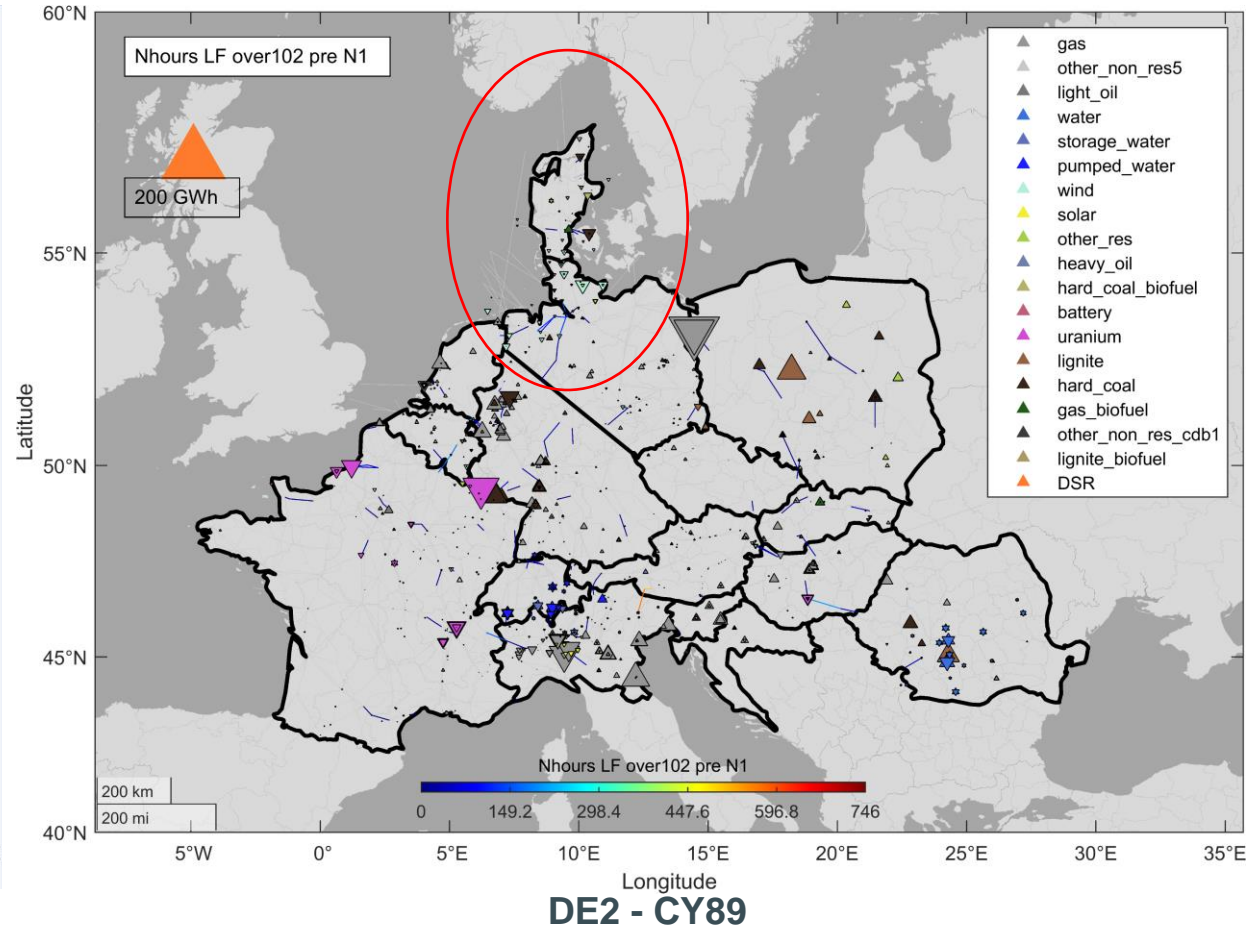 60°N
Nhours LF over102 pre N1
gas
other_non_res5
light_oil
water
storage_water
pumped_water
wind
solar
other_res
heavy_oil
hard_coal_biofuel
battery
uranium
lignite
hard_coal
gas_biofuel
other_non_res_cdb1
lignite_biofuel
DSR
200 GWh
55°N
Latitude
50°N
45°N
Nhours LF over102 pre N1
0 149.2 298.4 447.6 596.8 746
200 km
200 mi
40°N
5°W 0° 5°E 10°E 15°E 20°E 25°E 30°E 35°E
Longitude
DE2 - CY89